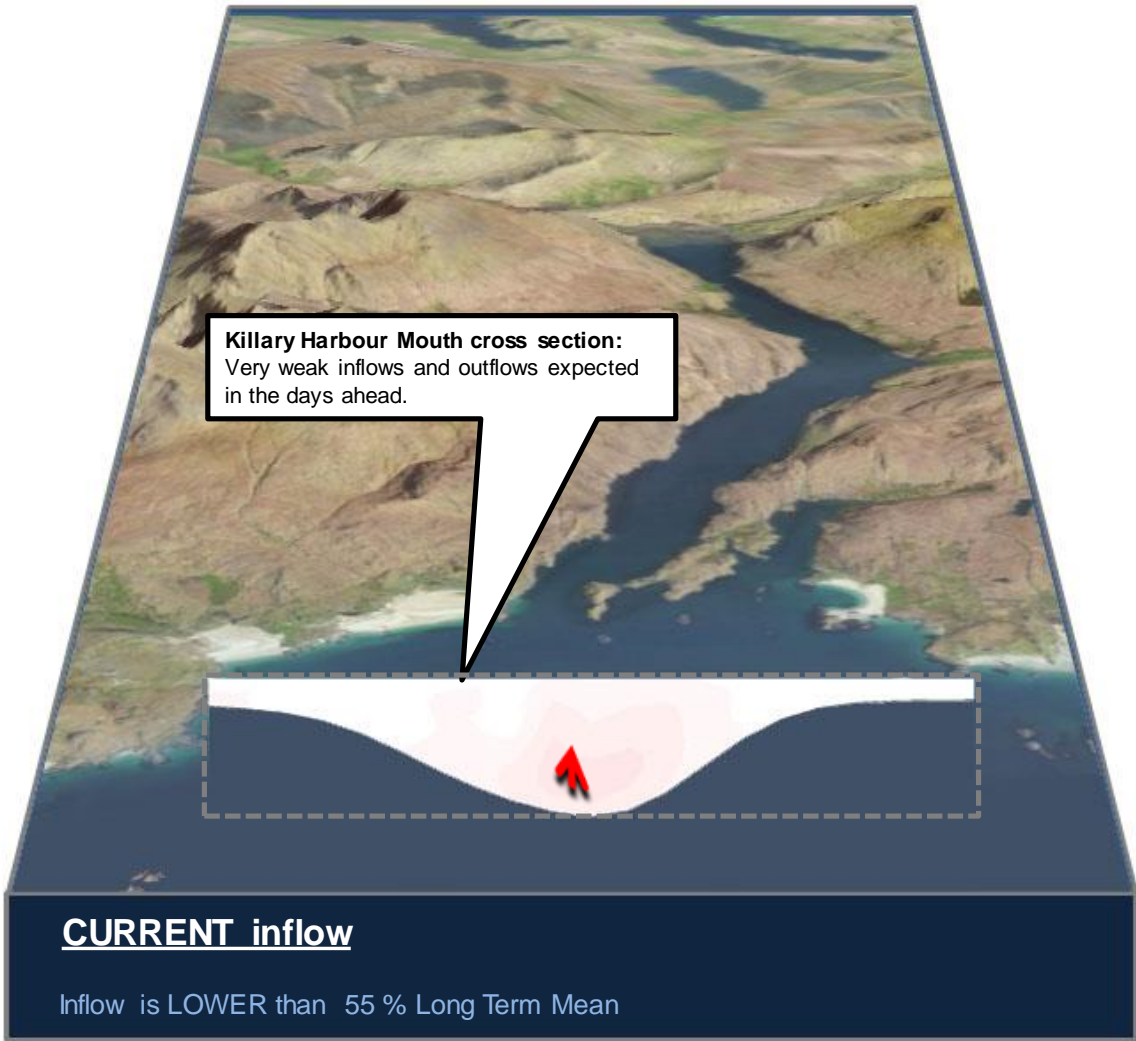 Killary Harbour Mouth cross section:
Very weak inflows and outflows expected
in the days ahead.
CURRENT inflow
Inflow is LOWER than 55 % Long Term Mean